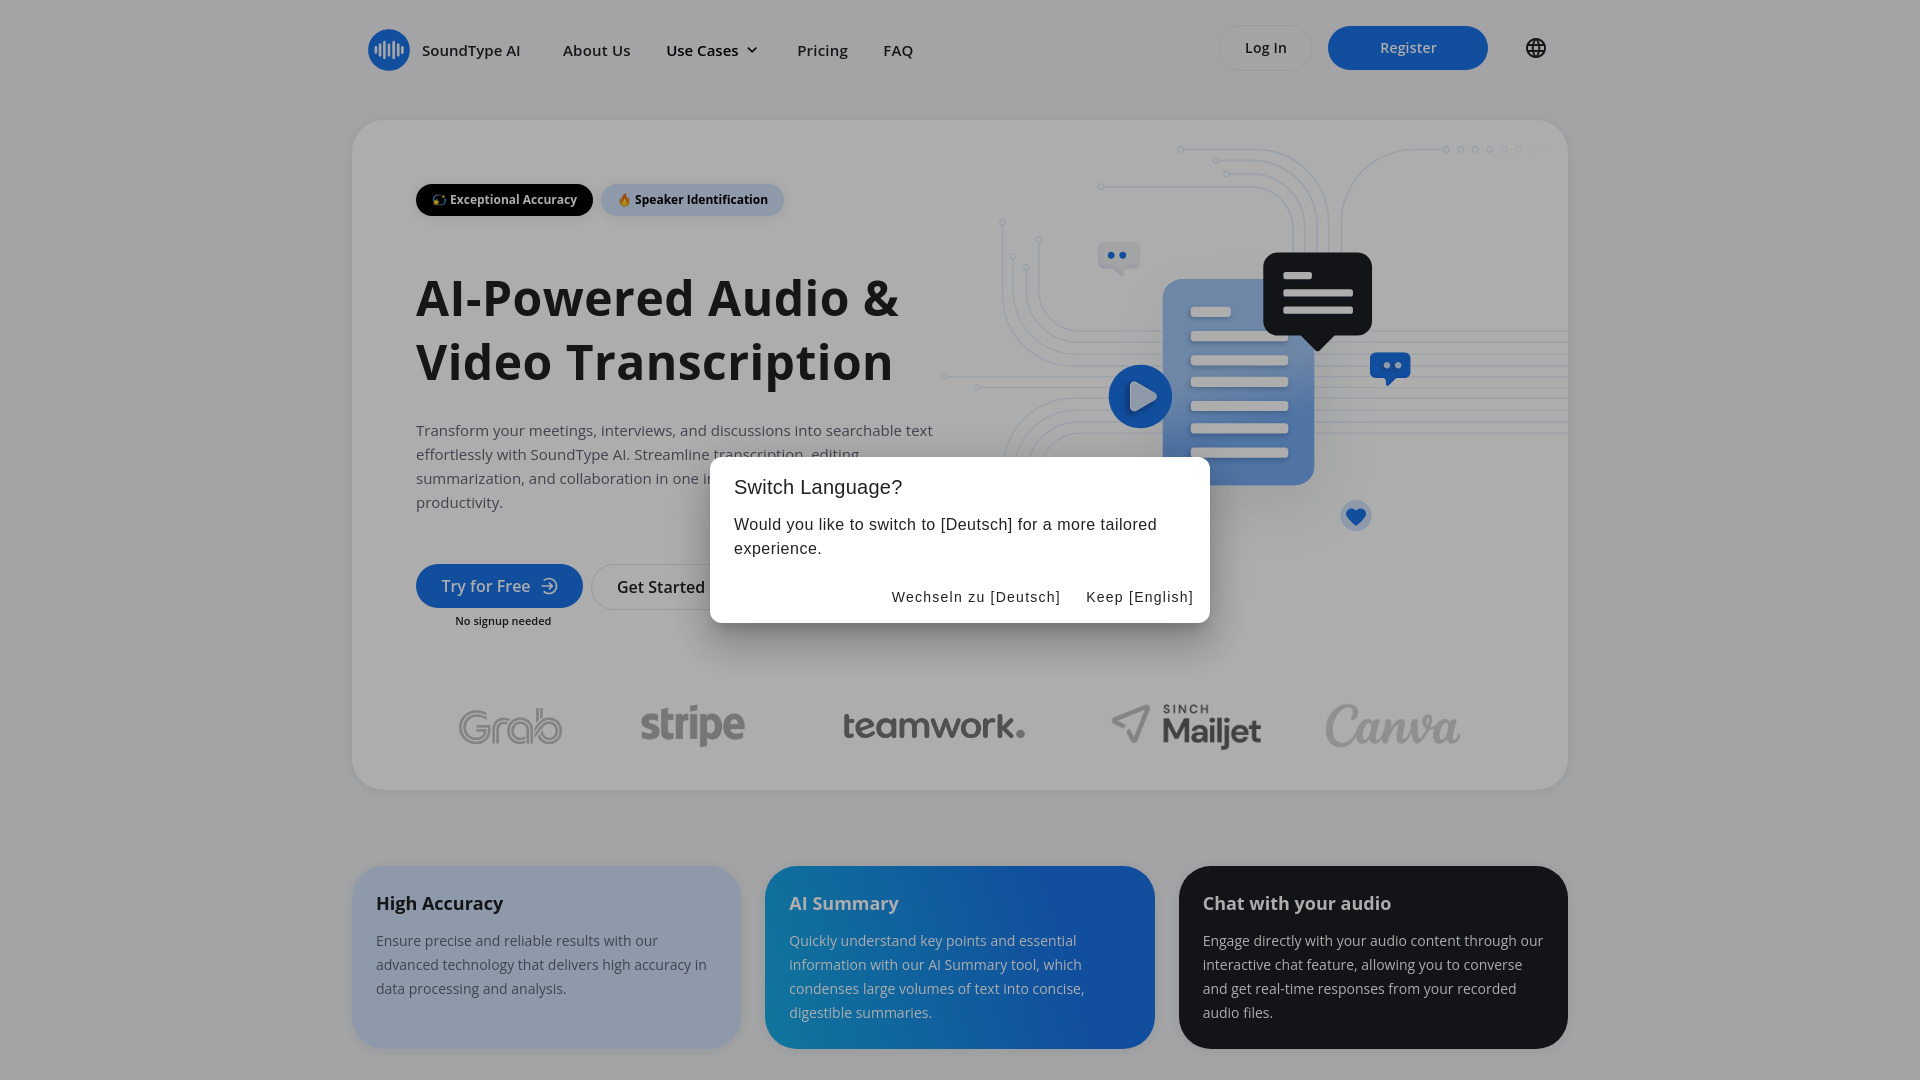 SoundType AI
About Us
Use Cases
Pricing
FAQ
Log In
Register
💫 Exceptional Accuracy
🔥 Speaker Identification
AI-Powered Audio &
Video Transcription
Transform your meetings, interviews, and discussions into searchable text
effortlessly with SoundType AI. Streamline transcription, editing
summarization, and collaboration in one
productivity.
Switch Language?
Would you like to switch to [Deutsch] for a more tailored
experience.
Wechseln zu [Deutsch]
Keep [English]
Try for Free
Get Started
No signup needed
Grab
stripe
teamwork.
SINCH
Mailjet
Canva
High Accuracy
Ensure precise and reliable results with our
advanced technology that delivers high accuracy in
data processing and analysis.
AI Summary
Quickly understand key points and essential
information with our AI Summary tool, which
condenses large volumes of text into concise,
digestible summaries.
Chat with your audio
Engage directly with your audio content through our
interactive chat feature, allowing you to converse
and get real-time responses from your recorded
audio files.